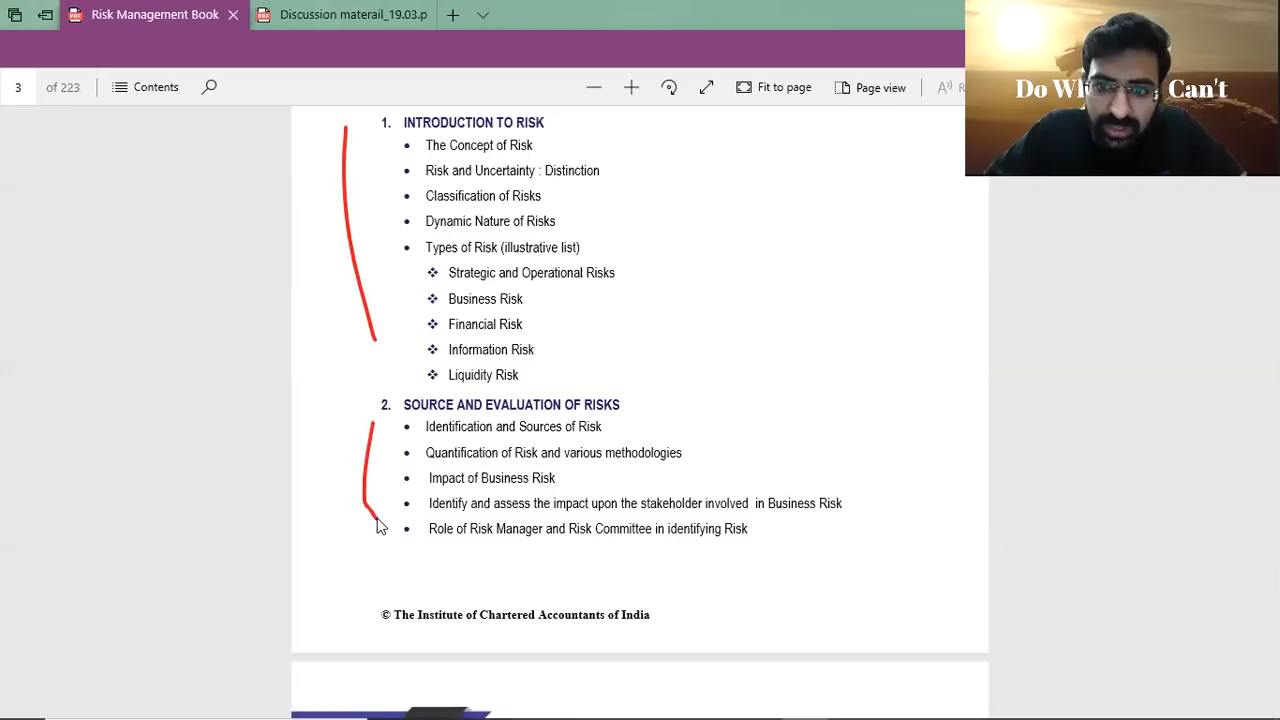 Risk Management Book
Discussion materail_19.03.p
3 of 223
Contents
Fit to page
Page view
Do Wh Can't
1. INTRODUCTION TO RISK
• The Concept of Risk
• Risk and Uncertainty : Distinction
• Classification of Risks
• Dynamic Nature of Risks
• Types of Risk (illustrative list)
❖ Strategic and Operational Risks
❖ Business Risk
❖ Financial Risk
❖ Information Risk
❖ Liquidity Risk
2. SOURCE AND EVALUATION OF RISKS
• Identification and Sources of Risk
• Quantification of Risk and various methodologies
• Impact of Business Risk
• Identify and assess the impact upon the stakeholder involved in Business Risk
• Role of Risk Manager and Risk Committee in identifying Risk
© The Institute of Chartered Accountants of India